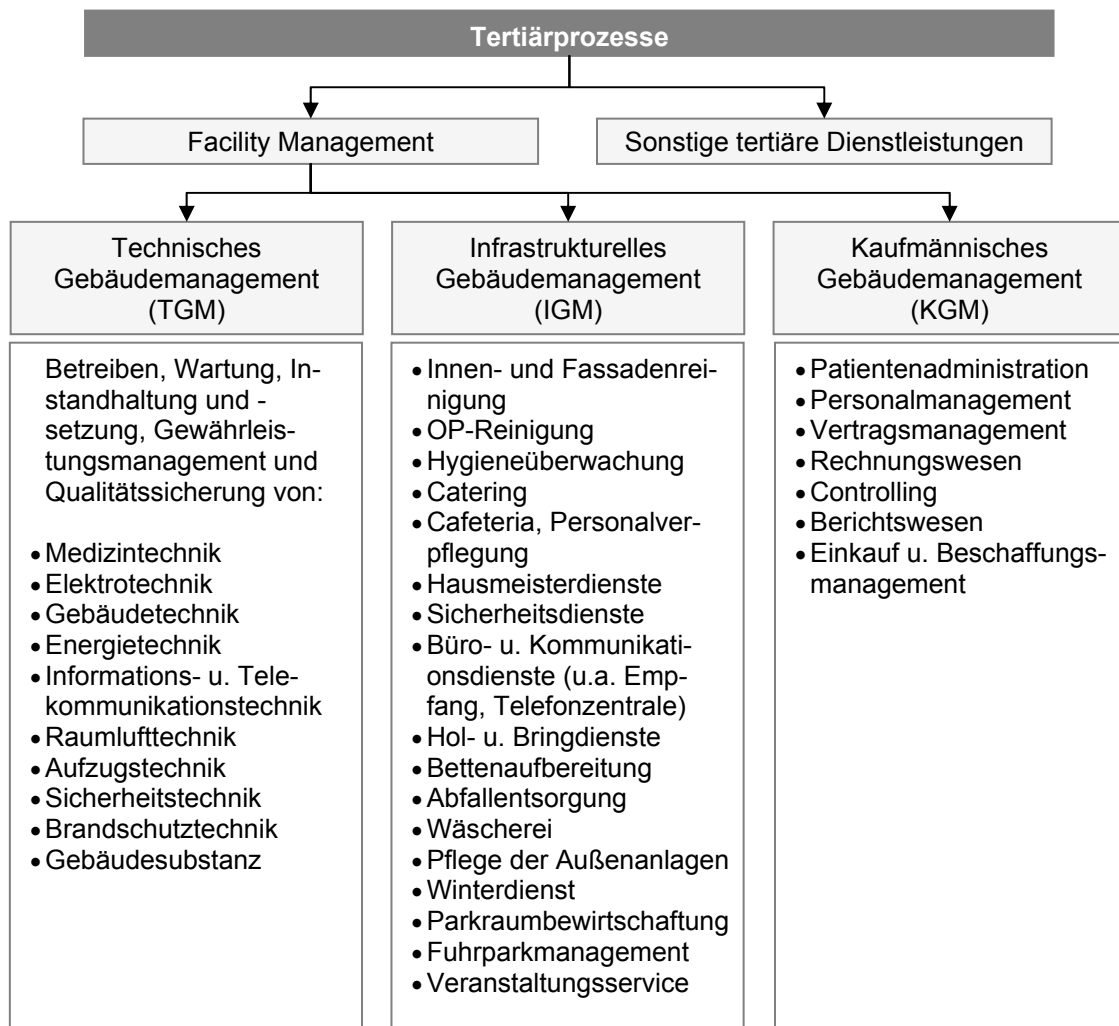 Tertiärprozesse
Facility Management
Sonstige tertiäre Dienstleistungen
Technisches
Gebäudemanagement
(TGM)
Betreiben, Wartung, In-
standhaltung und -
setzung, Gewährleis-
tungsmanagement und
Qualitätssicherung von:
• Medizintechnik
• Elektrotechnik
• Gebäudetechnik
• Energietechnik
• Informations- u. Tele-
kommunikationstechnik
• Raumlufttechnik
• Aufzugstechnik
• Sicherheitstechnik
• Brandschutztechnik
• Gebäudesubstanz
Infrastrukturelles
Gebäudemanagement
(IGM)
• Innen- und Fassadenrei-
nigung
• OP-Reinigung
• Hygieneüberwachung
• Catering
• Cafeteria, Personalver-
pflegung
• Hausmeisterdienste
• Sicherheitsdienste
• Büro- u. Kommunikati-
onsdienste (u.a. Emp-
fang, Telefonzentrale)
• Hol- u. Bringdienste
• Bettenaufbereitung
• Abfallentsorgung
• Wäscherei
• Pflege der Außenanlagen
• Winterdienst
• Parkraumbewirtschaftung
• Fuhrparkmanagement
• Veranstaltungsservice
Kaufmännisches
Gebäudemanagement
(KGM)
• Patientenadministration
• Personalmanagement
• Vertragsmanagement
• Rechnungswesen
• Controlling
• Berichtswesen
• Einkauf u. Beschaffungs-
management